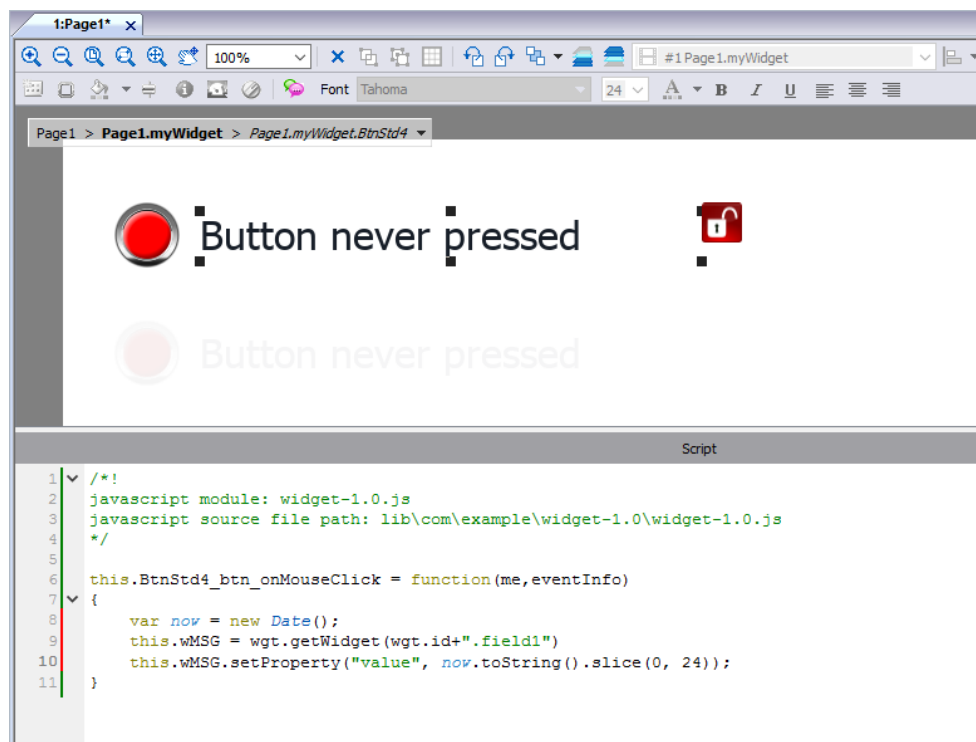 1:Page1* x
100% #1 Page1.myWidget
Font Tahoma 24 A B I U
Page1 > Page1.myWidget > Page1.myWidget.BtnStd4
Button never pressed
Button never pressed
Script
1 /*!
2 javascript module: widget-1.0.js
3 javascript source file path: lib\com\example\widget-1.0\widget-1.0.js
4 */
5
6 this.BtnStd4_btn_onMouseClick = function(me,eventInfo)
7 {
8 var now = new Date();
9 this.wMSG = wgt.getWidget(wgt.id+".field1")
10 this.wMSG.setProperty("value", now.toString().slice(0, 24));
11 }